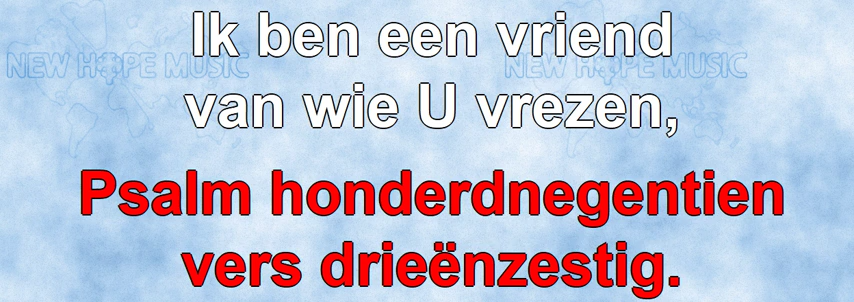 Ik ben een vriend
NEW HOPE MUSIC NEW HOPE MUSIC
van wie U vrezen,
Psalm honderdnegentien
vers drieënzestig.